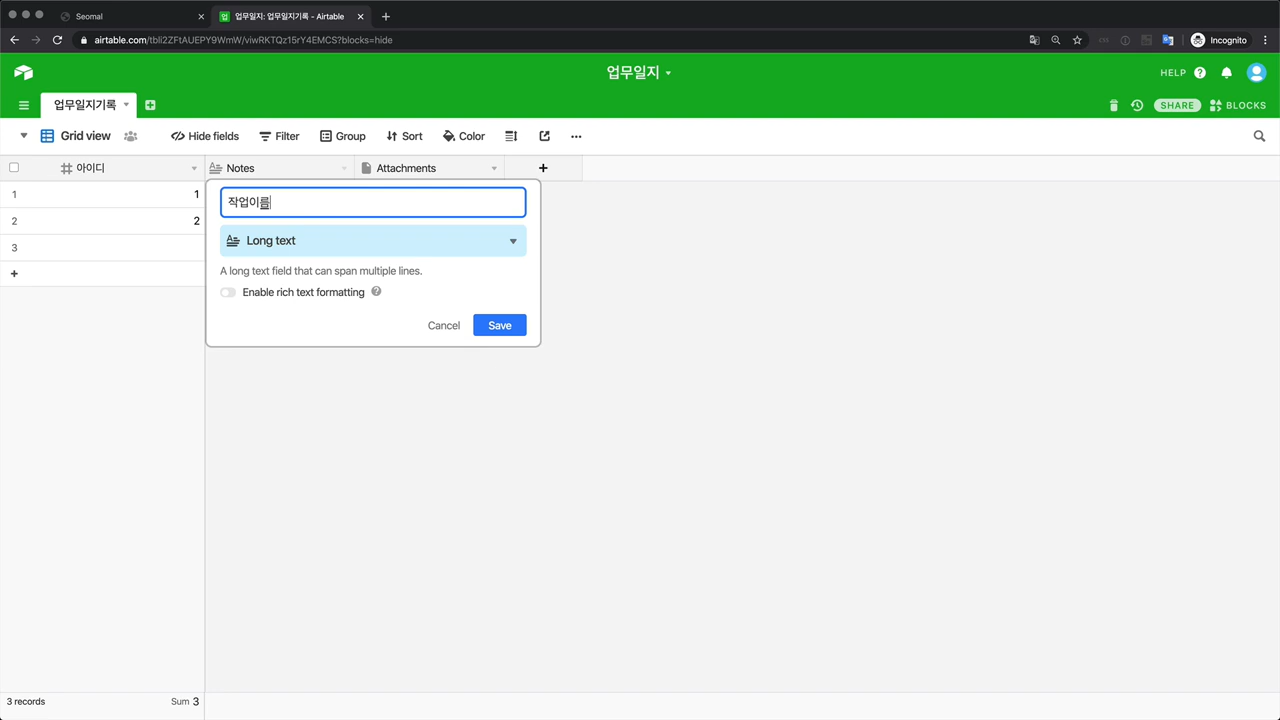 Seomal
업무일지: 업무일지기록 - Airtable
airtable.com/tbli2ZFtAUEPY9WmW/viwRKTQz15rY4EMCS?blocks=hide
Incognito
업무일지
HELP
업무일지기록
SHARE
BLOCKS
Grid view
Hide fields
Filter
Group
Sort
Color
아이디
Notes
Attachments
1 1
2 2
3
작업이름
Long text
A long text field that can span multiple lines.
Enable rich text formatting
Cancel
Save
3 records
Sum 3